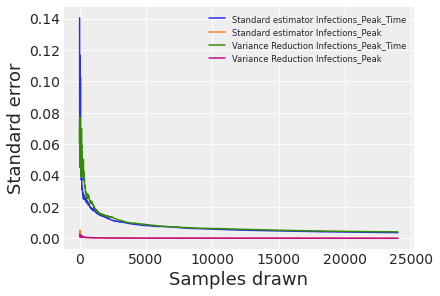 0.14
0.12
0.10
0.08
0.06
0.04
0.02
0.00
Standard error
Standard estimator Infections_Peak_Time
Standard estimator Infections_Peak
Variance Reduction Infections_Peak_Time
Variance Reduction Infections_Peak
0 5000 10000 15000 20000 25000
Samples drawn